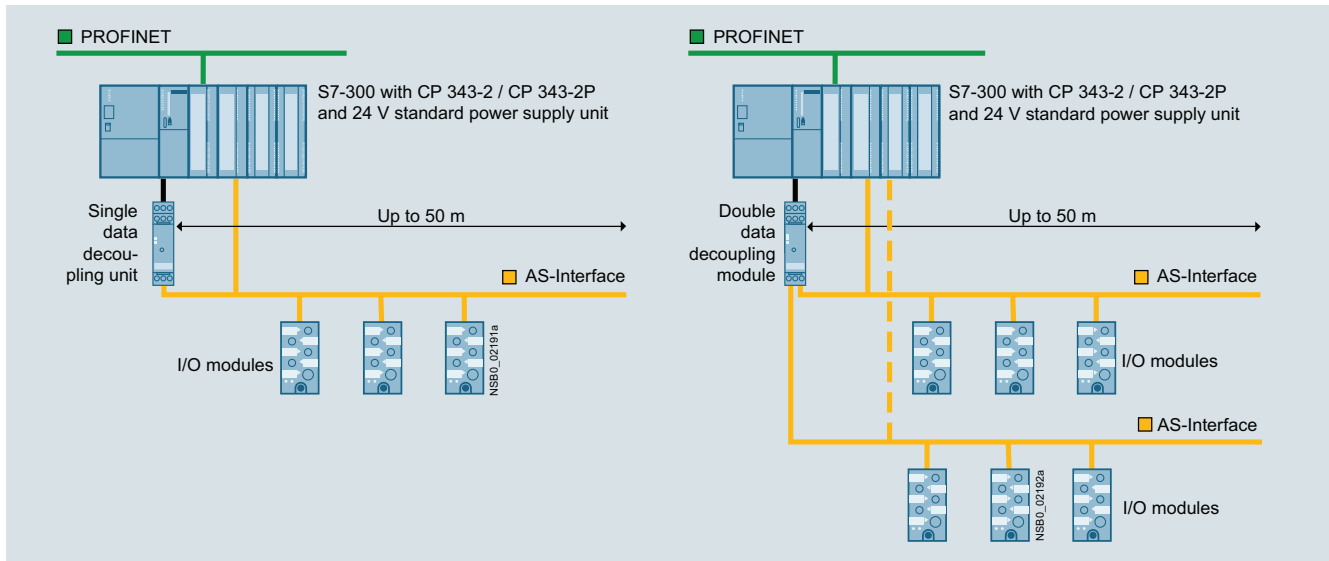 PROFINET
S7-300 with CP 343-2 / CP 343-2P
and 24 V standard power supply unit
Single
data
decou-
pling unit
Up to 50 m
AS-Interface
I/O modules
NSB0_02191a
PROFINET
S7-300 with CP 343-2 / CP 343-2P
and 24 V standard power supply unit
Double
data
decoupling
module
Up to 50 m
AS-Interface
I/O modules
AS-Interface
I/O modules
NSB0_02192a